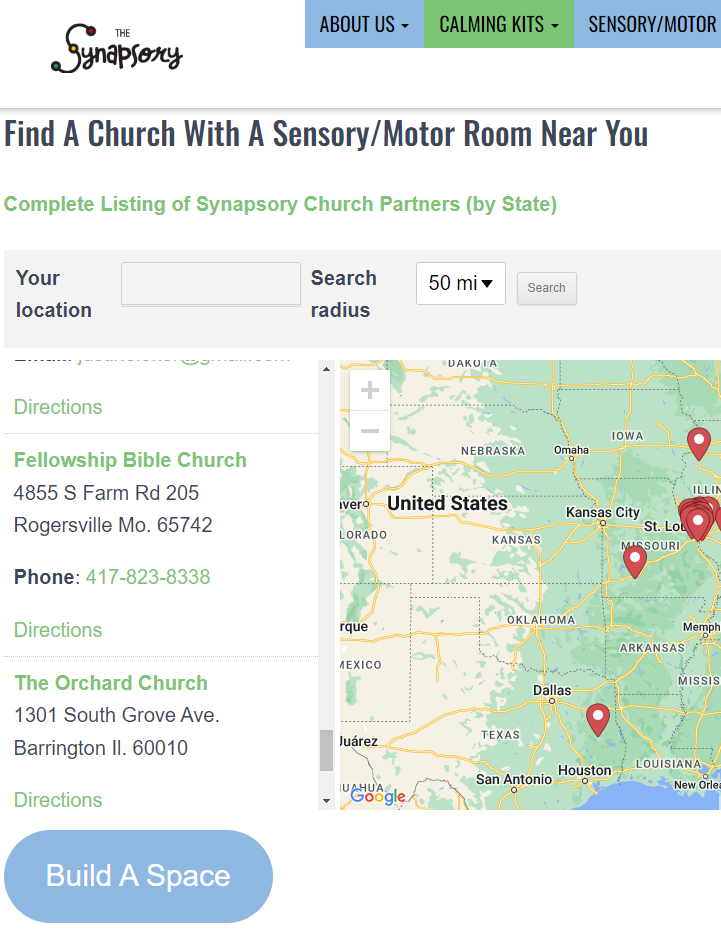 THE
Synapsory
ABOUT US
CALMING KITS
SENSORY/MOTOR
Find A Church With A Sensory/Motor Room Near You
Complete Listing of Synapsory Church Partners (by State)
Your location
Search radius
50 mi
Search
Directions
Fellowship Bible Church
4855 S Farm Rd 205
Rogersville Mo. 65742
Phone: 417-823-8338
Directions
The Orchard Church
1301 South Grove Ave.
Barrington Il. 60010
Directions
Build A Space
DAKOTA
IOWA
NEBRASKA
Omaha
ILLIN
ver
United States
Kansas City
St. Lou
LORADO
KANSAS
MISSOURI
OKLAHOMA
rque
Memph
ARKANSAS
MEXICO
MISSIS
Dallas
TEXAS
Juárez
LOUISIANA
Houston
San Antonio
New Orlea
HUAHUA
Google